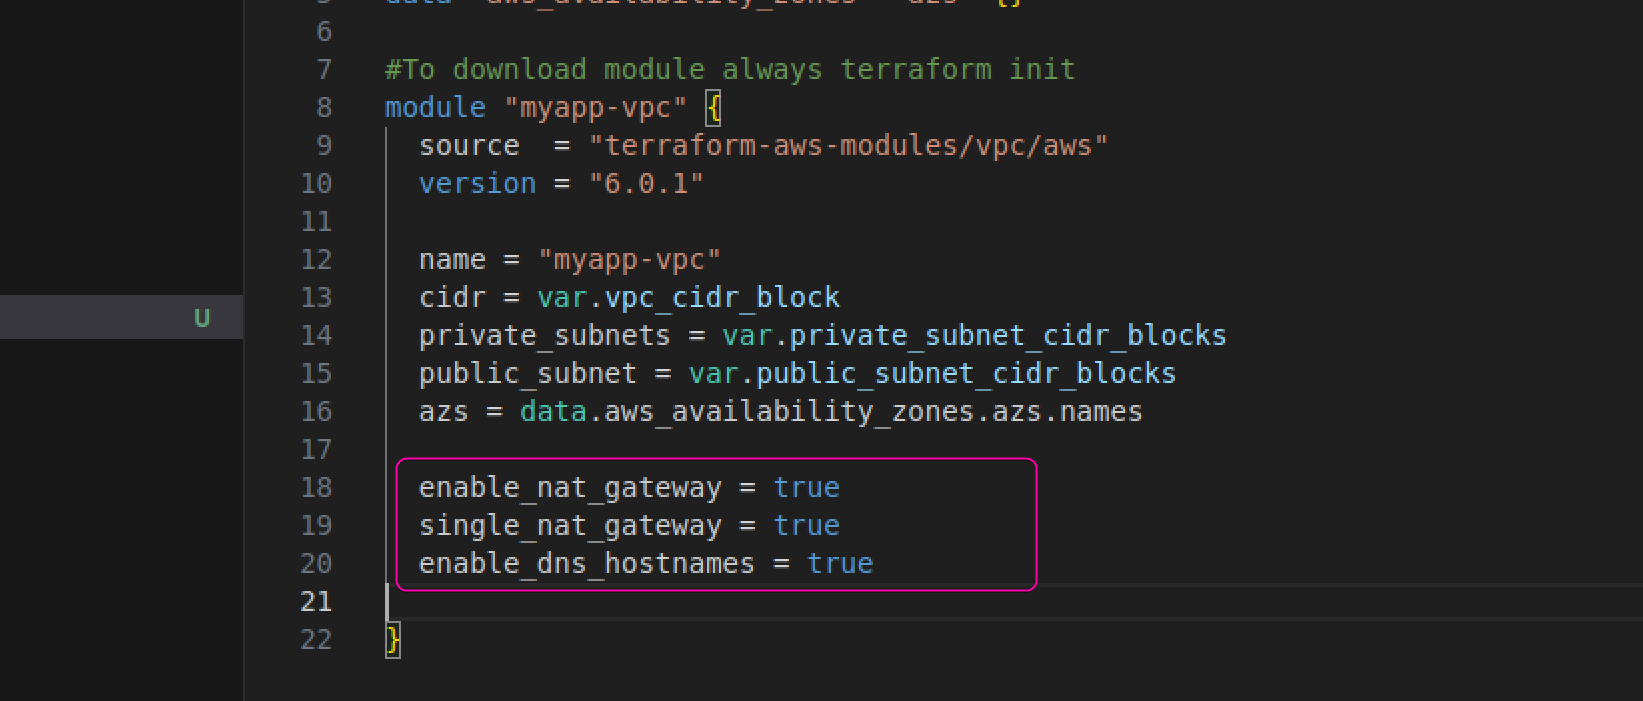 data "aws_availability_zones" "azs" {}
6
7 #To download module always terraform init
8 module "myapp-vpc" {
9 source  = "terraform-aws-modules/vpc/aws"
10 version = "6.0.1"
11
12 name = "myapp-vpc"
13 cidr = var.vpc_cidr_block
14 private_subnets = var.private_subnet_cidr_blocks
15 public_subnet = var.public_subnet_cidr_blocks
16 azs = data.aws_availability_zones.azs.names
17
18 enable_nat_gateway = true
U
19 single_nat_gateway = true
20 enable_dns_hostnames = true
21
22 }